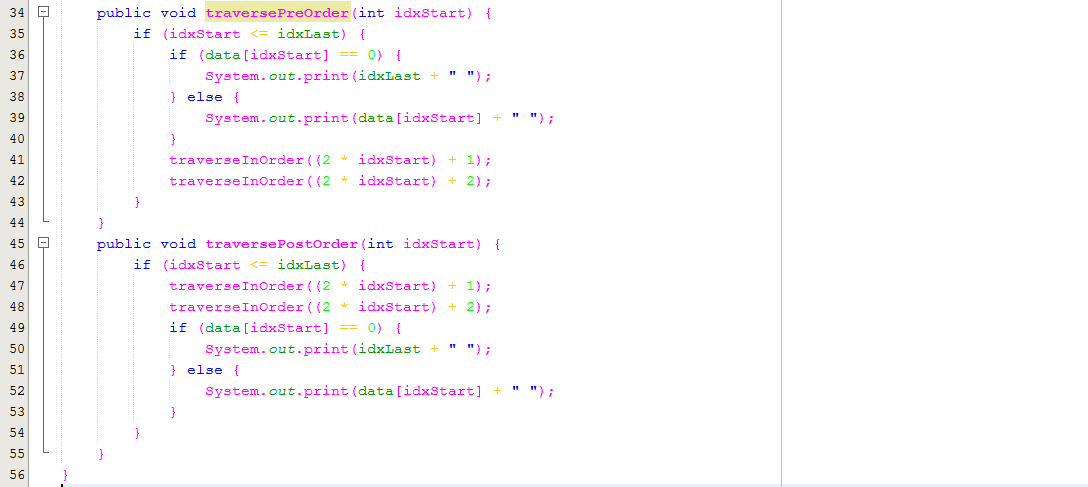 34 public void traversePreOrder(int idxStart) {
35 if (idxStart <= idxLast) {
36 if (data[idxStart] == 0) {
37 System.out.print(idxLast + " ");
38 } else {
39 System.out.print(data[idxStart] + " ");
40 }
41 traverseInOrder((2 * idxStart) + 1);
42 traverseInOrder((2 * idxStart) + 2);
43 }
44 }
45 public void traversePostOrder(int idxStart) {
46 if (idxStart <= idxLast) {
47 traverseInOrder((2 * idxStart) + 1);
48 traverseInOrder((2 * idxStart) + 2);
49 if (data[idxStart] == 0) {
50 System.out.print(idxLast + " ");
51 } else {
52 System.out.print(data[idxStart] + " ");
53 }
54 }
55 }
56 }